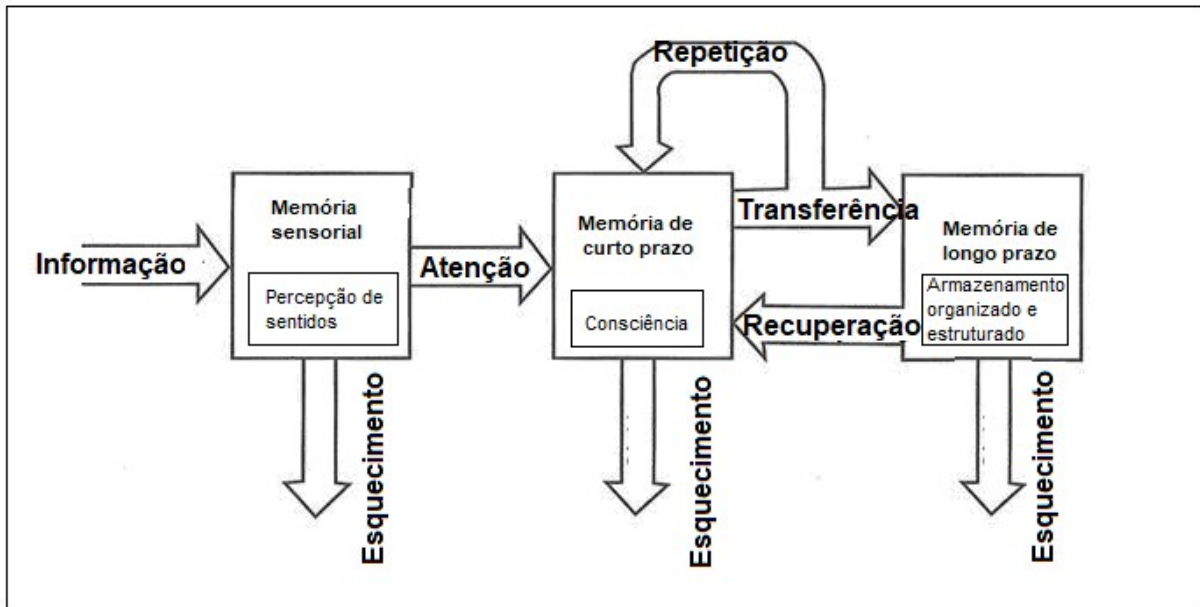 Repetição
Memória
sensorial
Memória de
curto prazo
Transferência
Memória de
longo prazo
Informação
Atenção
Percepção de
sentidos
Consciência
Recuperação
Armazenamento
organizado e
estruturado
Esquecimento
Esquecimento
Esquecimento